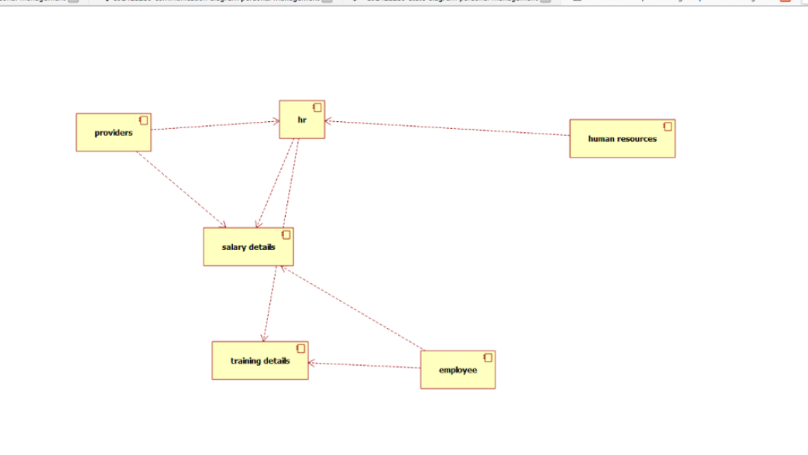 hr
providers
human resources
salary details
training details
employee